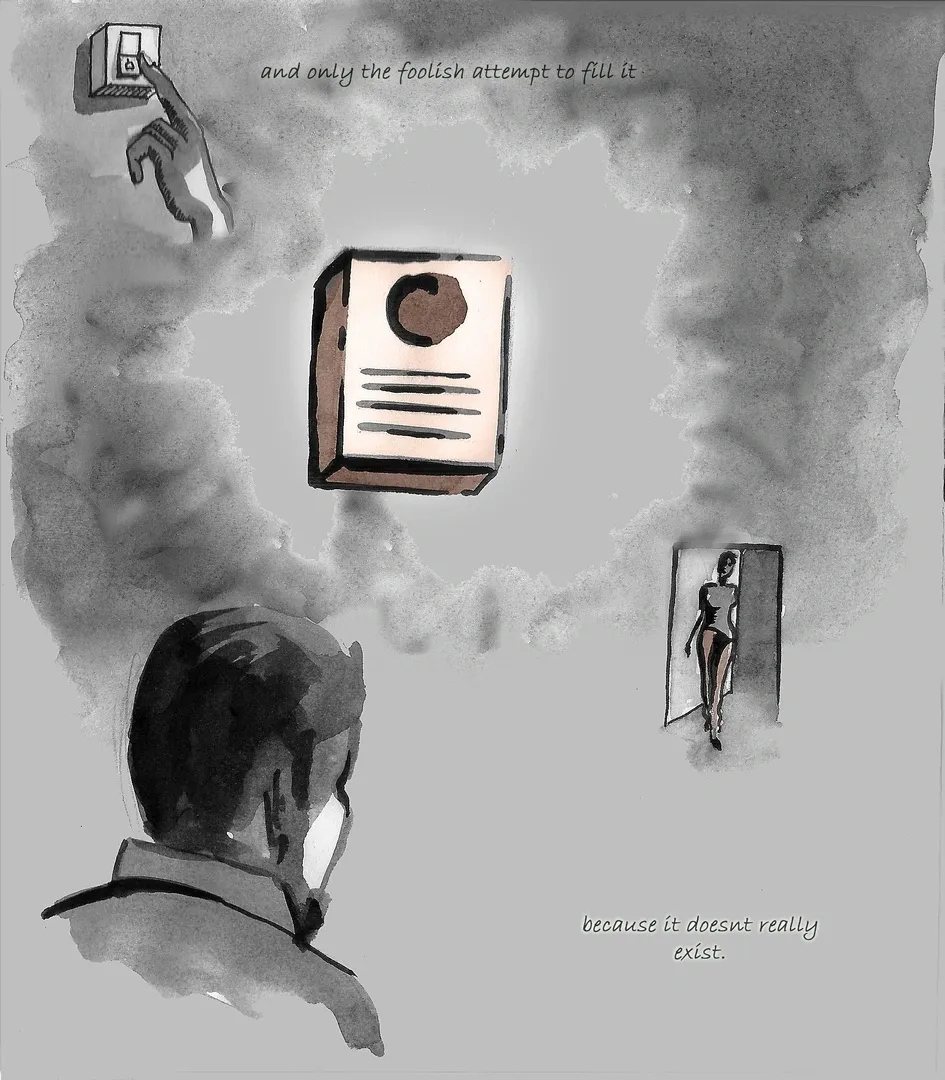 and only the foolish attempt to fill it
because it doesnt really
exist.